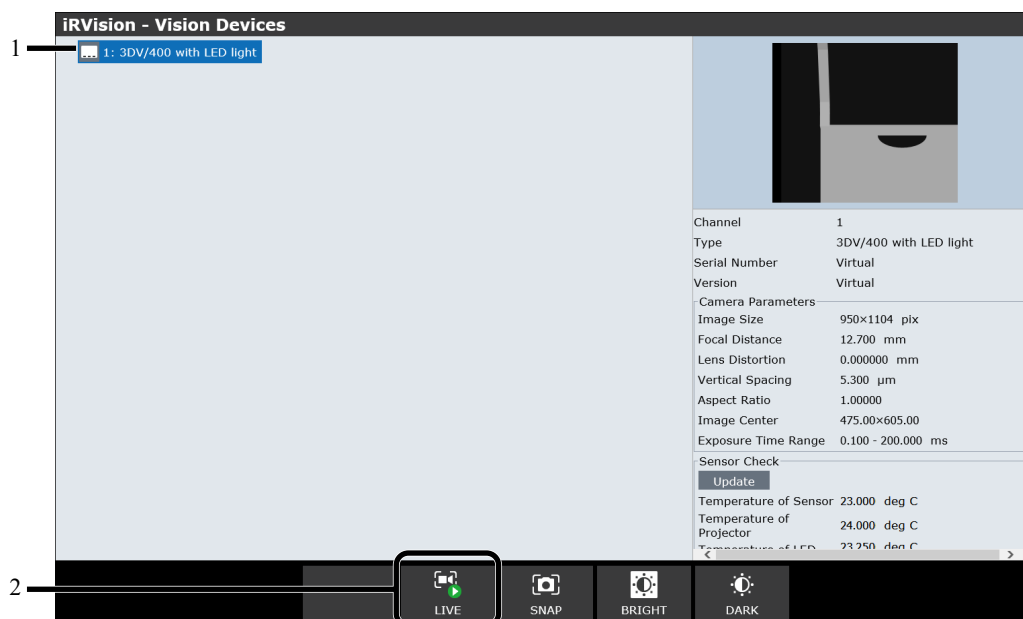 iRVision - Vision Devices
1
1: 3DV/400 with LED light
Channel 1
Type 3DV/400 with LED light
Serial Number Virtual
Version Virtual
Camera Parameters
Image Size 950×1104 pix
Focal Distance 12.700 mm
Lens Distortion 0.000000 mm
Vertical Spacing 5.300 µm
Aspect Ratio 1.00000
Image Center 475.00×605.00
Exposure Time Range 0.100 - 200.000 ms
Sensor Check
Update
Temperature of Sensor 23.000 deg C
Temperature of
Projector 24.000 deg C
Temperature of LED 23.250 deg C
2
LIVE SNAP BRIGHT DARK